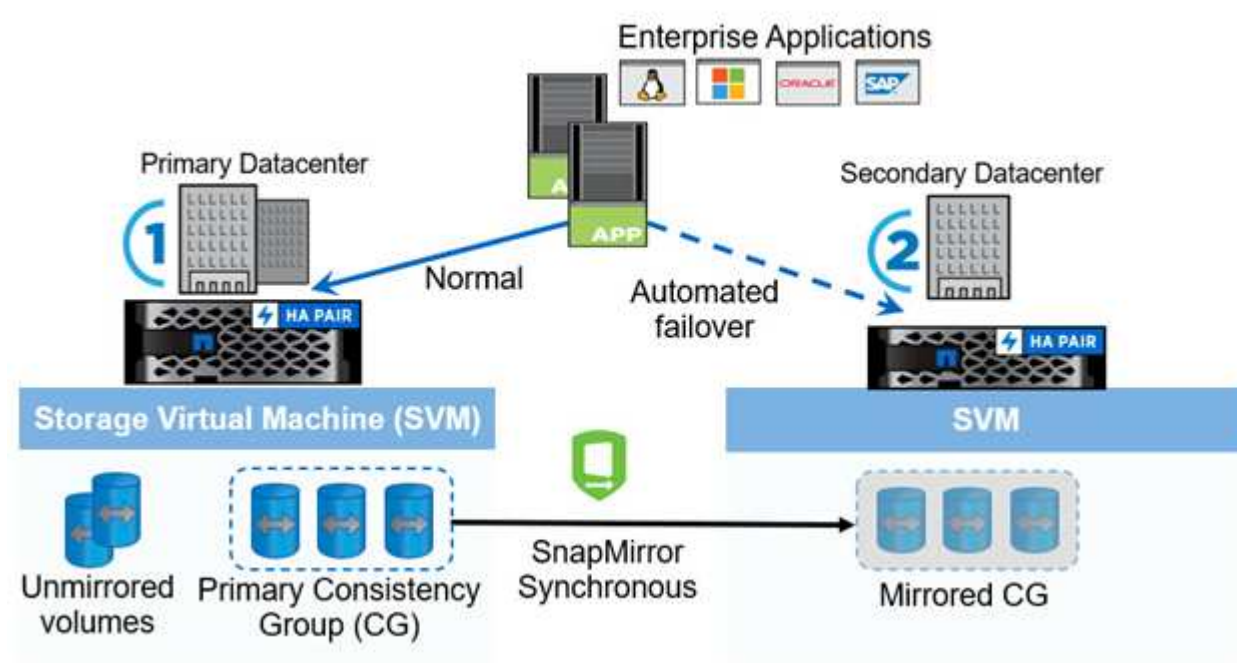 Enterprise Applications
ORACLE
SAP
Primary Datacenter
Secondary Datacenter
1
A
APP
2
Normal
Automated
failover
HA PAIR
HA PAIR
Storage Virtual Machine (SVM)
SVM
SnapMirror
Synchronous
Unmirrored
volumes
Primary Consistency
Group (CG)
Mirrored CG